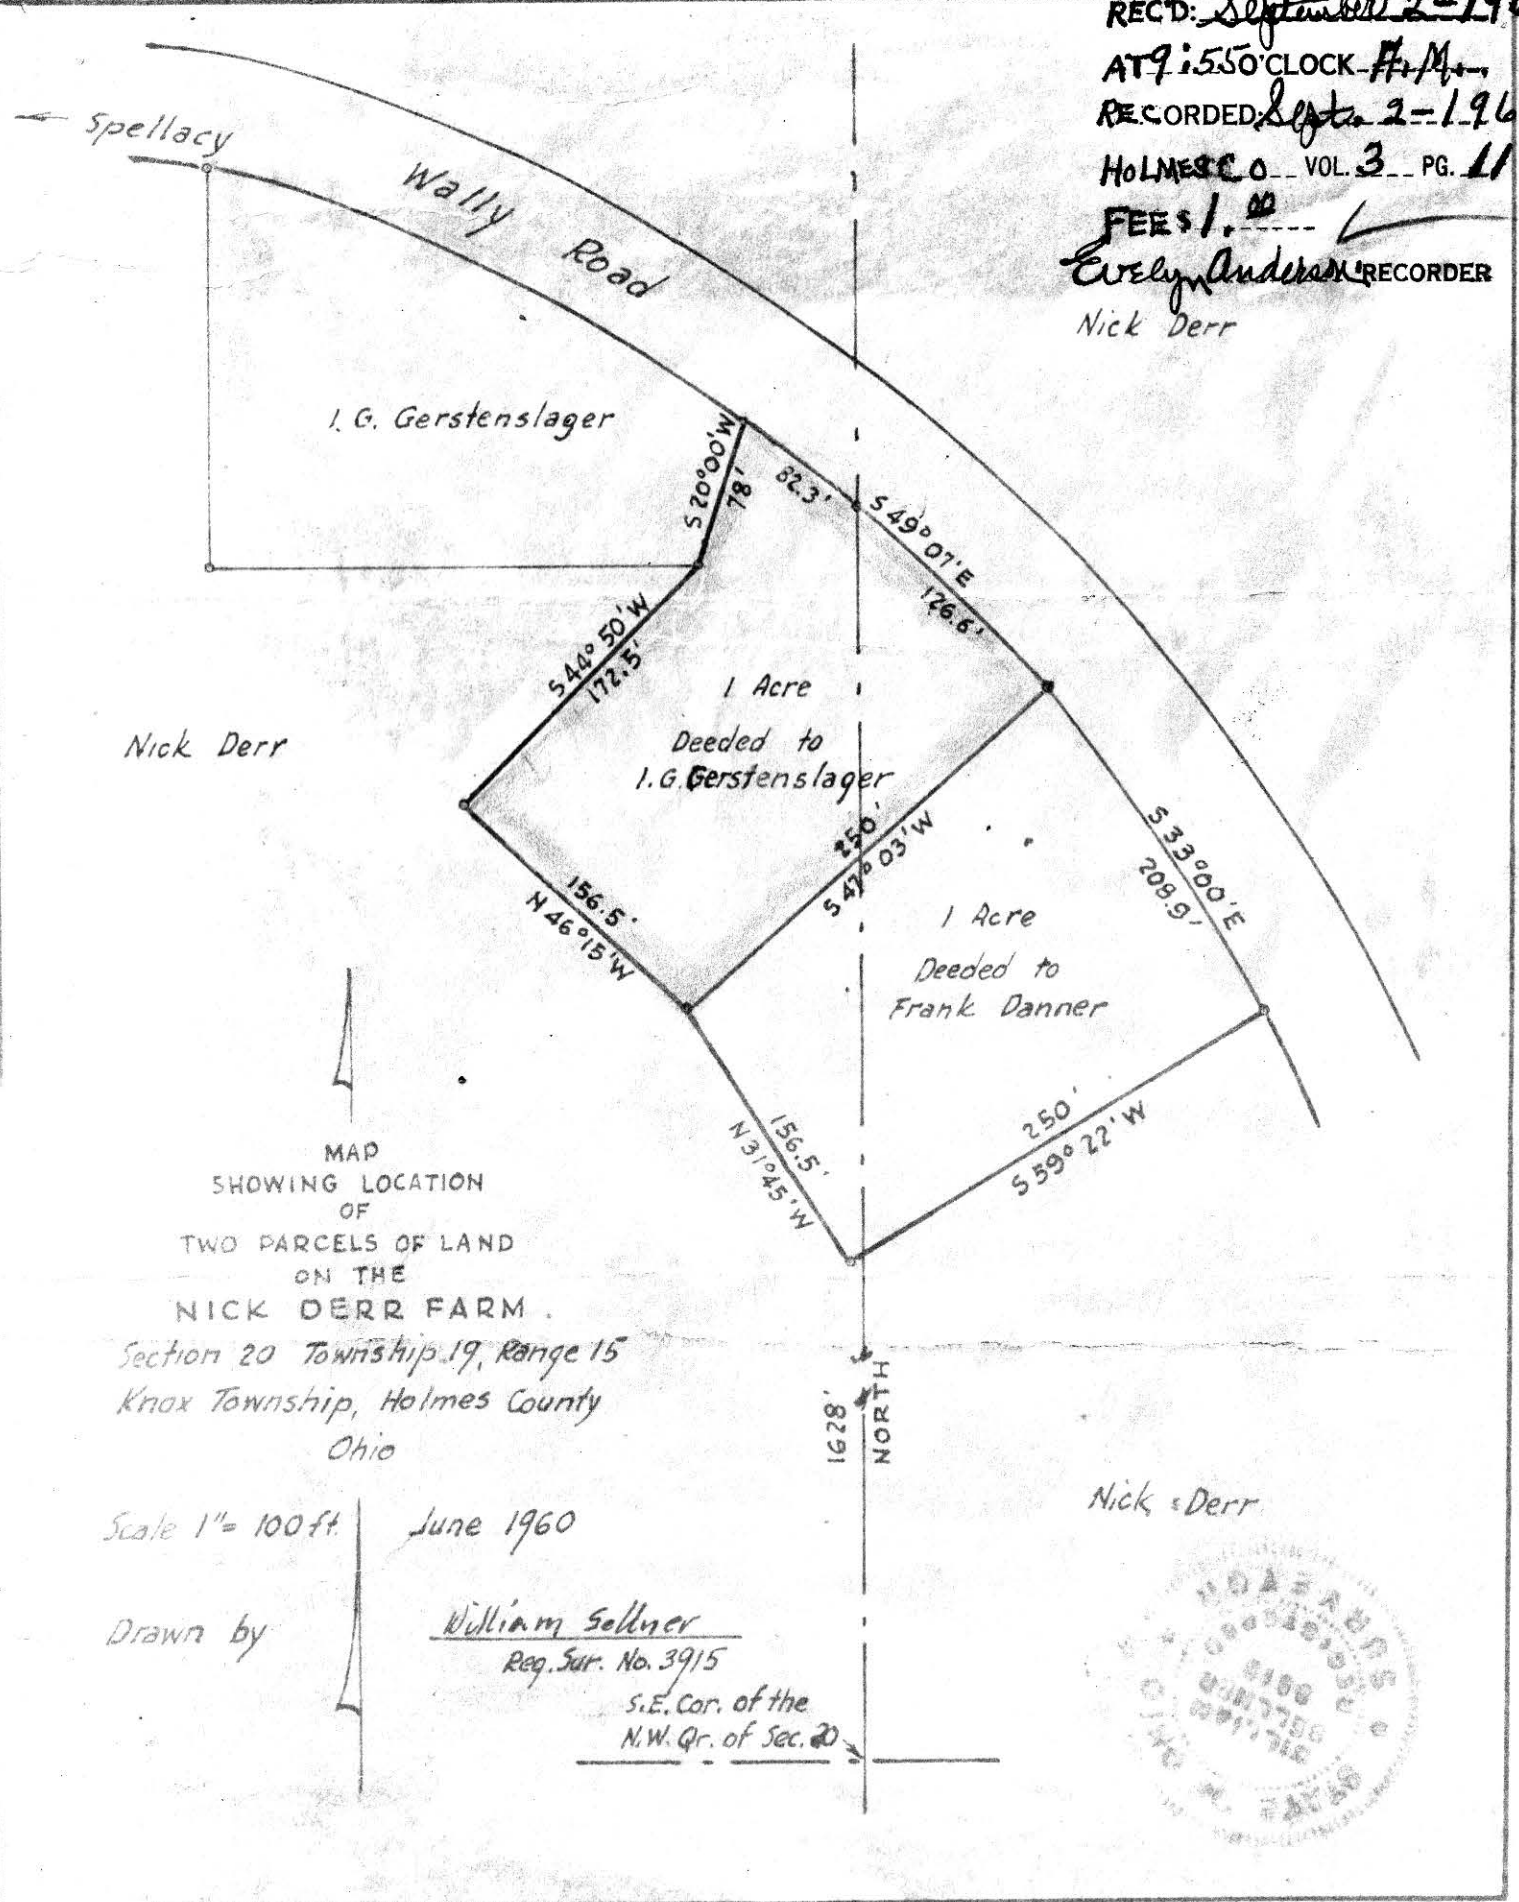 REC'D: September 2-19
AT 9:55 O'CLOCK A.M.
RECORDED Sept. 2-196
HOLMES CO VOL. 3 PG. 11
FEE $ 1.00
Evelyn Anderson RECORDER
Nick Derr
Spellacy
Wally Road
I. G. Gerstenslager
S 20°00' W
78'
82.3'
S 49°07' E
126.6'
S 44° 50' W
172.5'
1 Acre
Deeded to
I. G. Gerstenslager
Nick Derr
250'
S 47° 03' W
S 33°00' E
208.9'
156.5'
N 46°15' W
1 Acre
Deeded to
Frank Danner
156.5'
N 31°45' W
250'
S 59° 22' W
MAP
SHOWING LOCATION
OF
TWO PARCELS OF LAND
ON THE
NICK DERR FARM.
Section 20 Township 19, Range 15
Knox Township, Holmes County
Ohio
1628'
NORTH
Nick Derr
Scale 1"= 100 ft.
June 1960
Drawn by
William Sellner
Reg. Sur. No. 3915
S.E. Cor. of the
N.W. Qr. of Sec. 20